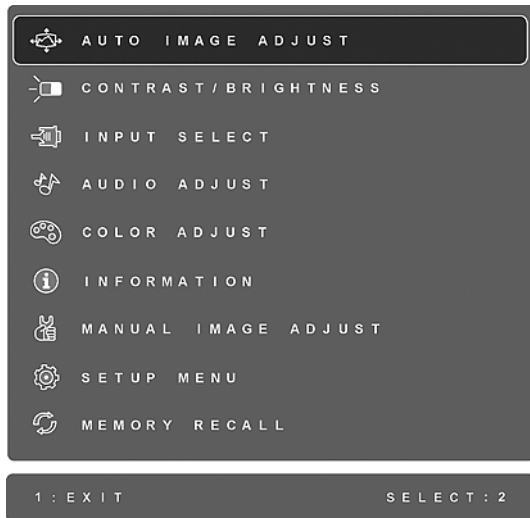 AUTO IMAGE ADJUST
CONTRAST/BRIGHTNESS
INPUT SELECT
AUDIO ADJUST
COLOR ADJUST
INFORMATION
MANUAL IMAGE ADJUST
SETUP MENU
MEMORY RECALL
1:EXIT SELECT:2